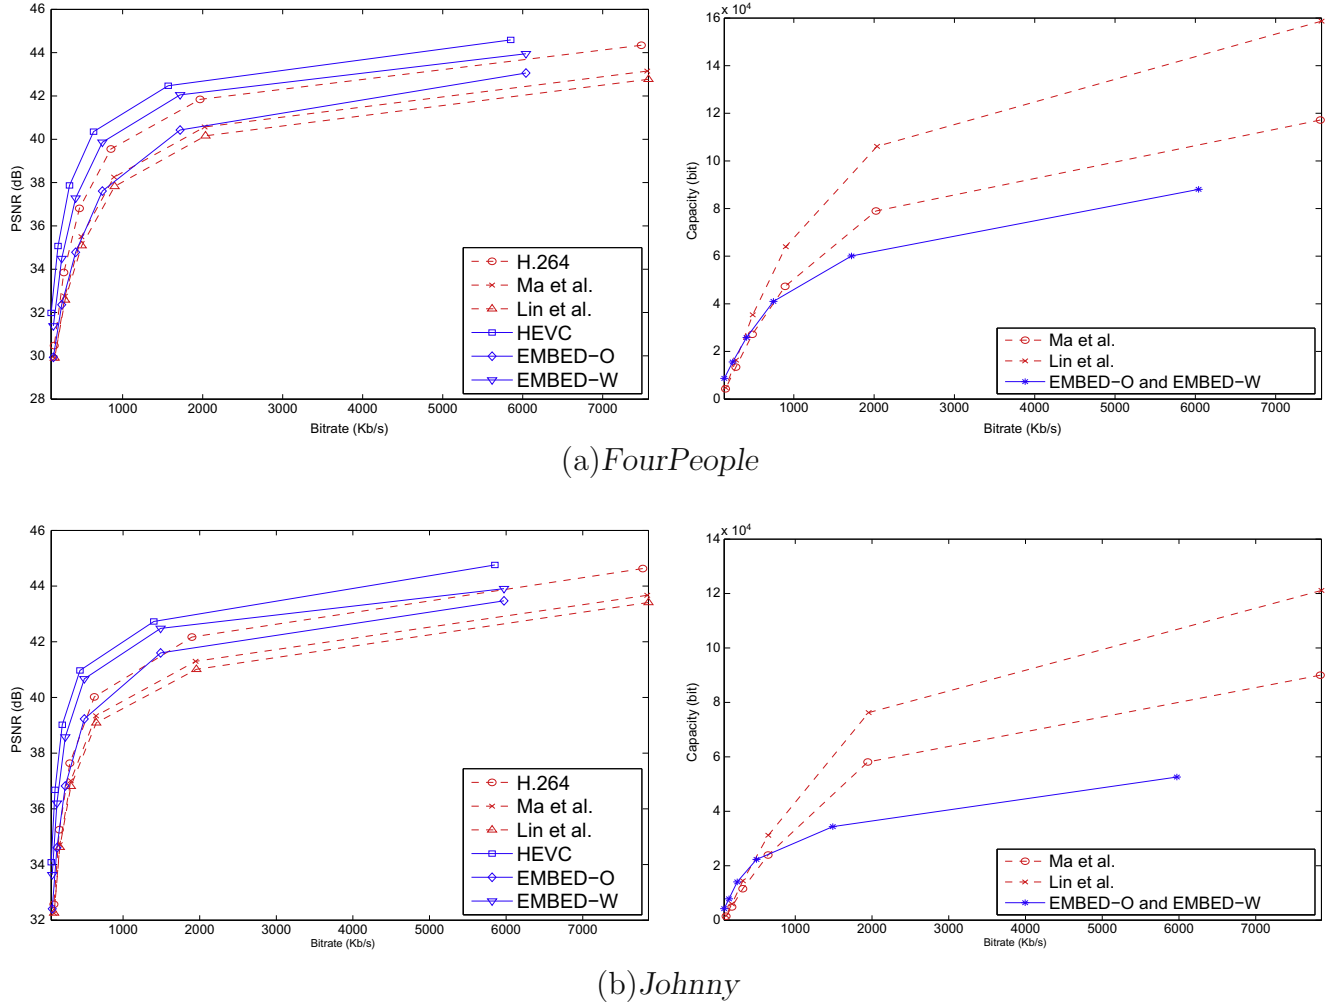 46
44
42
40
38
36
34
32
30
28
PSNR (dB)
1000 2000 3000 4000 5000 6000 7000
Bitrate (Kb/s)
H.264
Ma et al.
Lin et al.
HEVC
EMBED−O
EMBED−W
x 10^4
16
14
12
10
8
6
4
2
0
Capacity (bit)
1000 2000 3000 4000 5000 6000 7000
Bitrate (Kb/s)
Ma et al.
Lin et al.
EMBED−O and EMBED−W
(a)FourPeople
46
44
42
40
38
36
34
32
PSNR (dB)
1000 2000 3000 4000 5000 6000 7000
Bitrate (Kb/s)
H.264
Ma et al.
Lin et al.
HEVC
EMBED−O
EMBED−W
x 10^4
14
12
10
8
6
4
2
0
Capacity (bit)
1000 2000 3000 4000 5000 6000 7000
Bitrate (Kb/s)
Ma et al.
Lin et al.
EMBED−O and EMBED−W
(b)Johnny